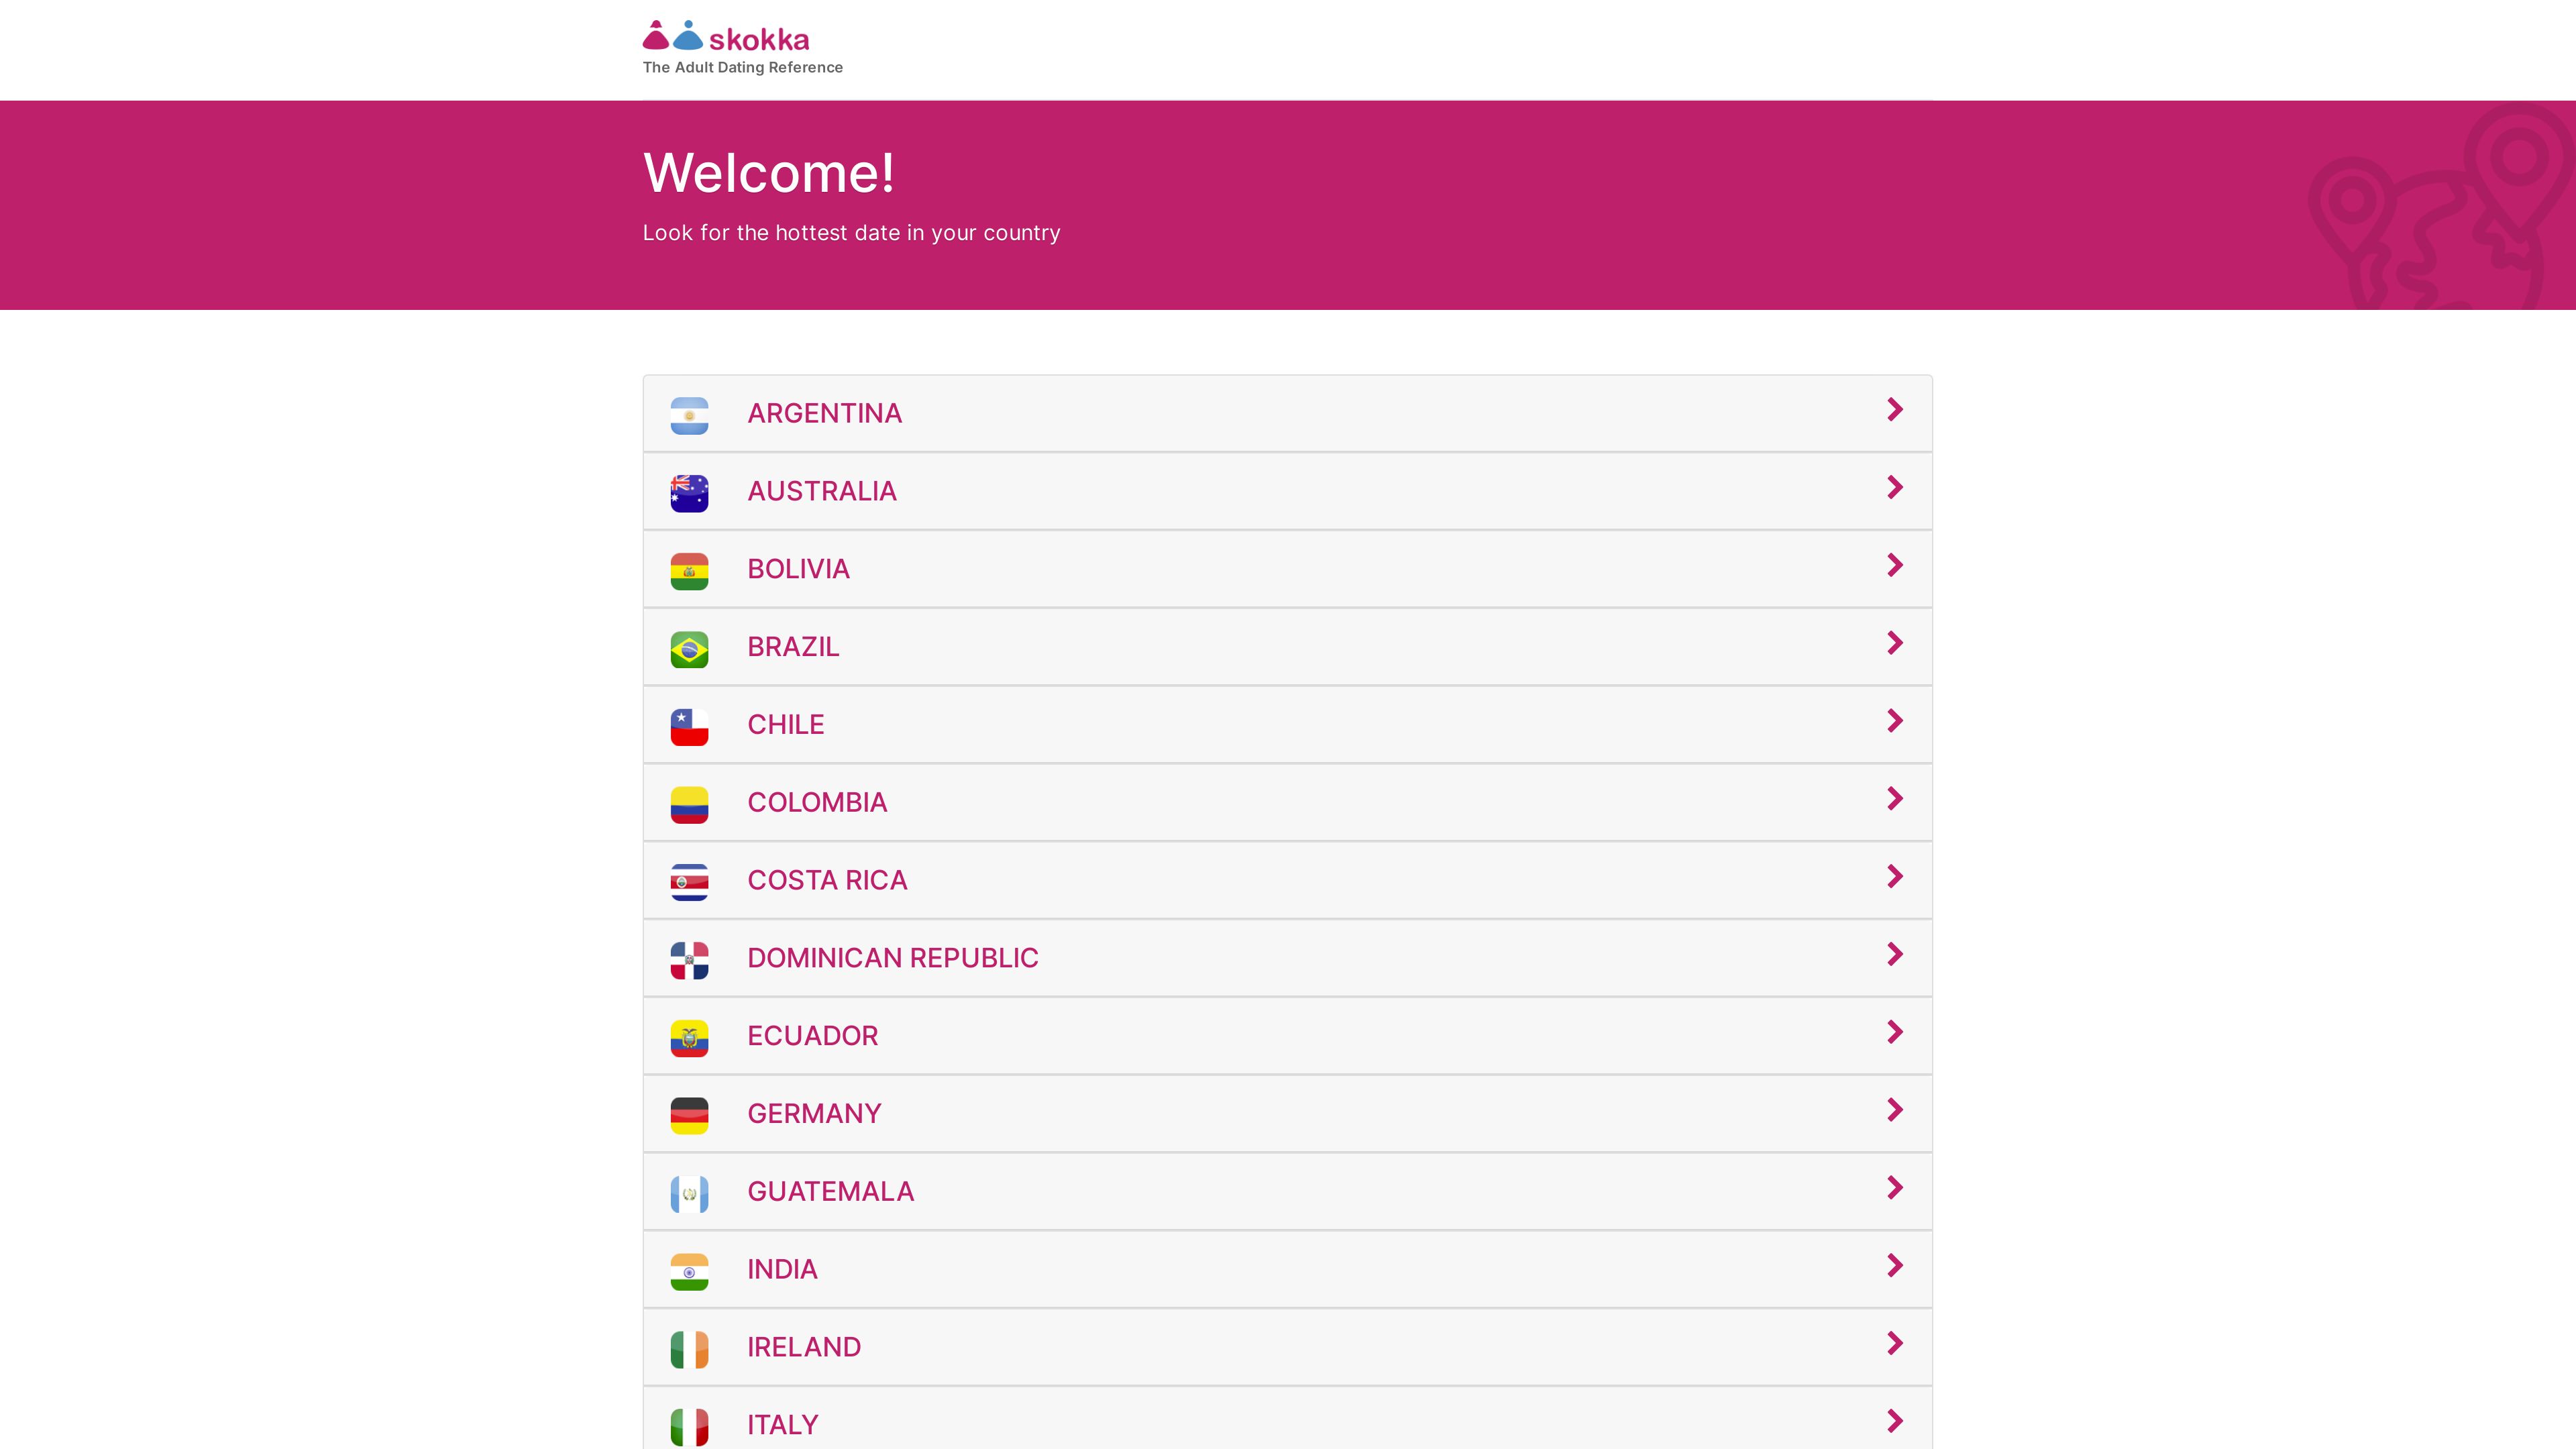 skokka
The Adult Dating Reference
Welcome!
Look for the hottest date in your country
ARGENTINA
AUSTRALIA
BOLIVIA
BRAZIL
CHILE
COLOMBIA
COSTA RICA
DOMINICAN REPUBLIC
ECUADOR
GERMANY
GUATEMALA
INDIA
IRELAND
ITALY